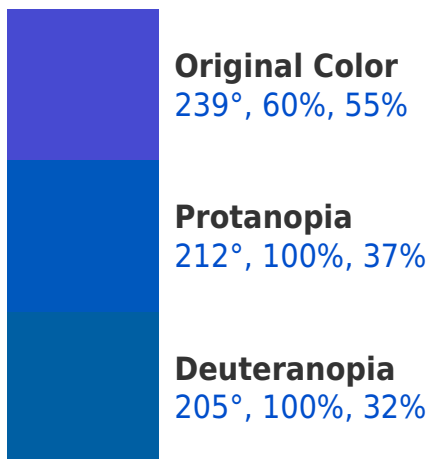 Original Color
239°, 60%, 55%
Protanopia
212°, 100%, 37%
Deuteranopia
205°, 100%, 32%